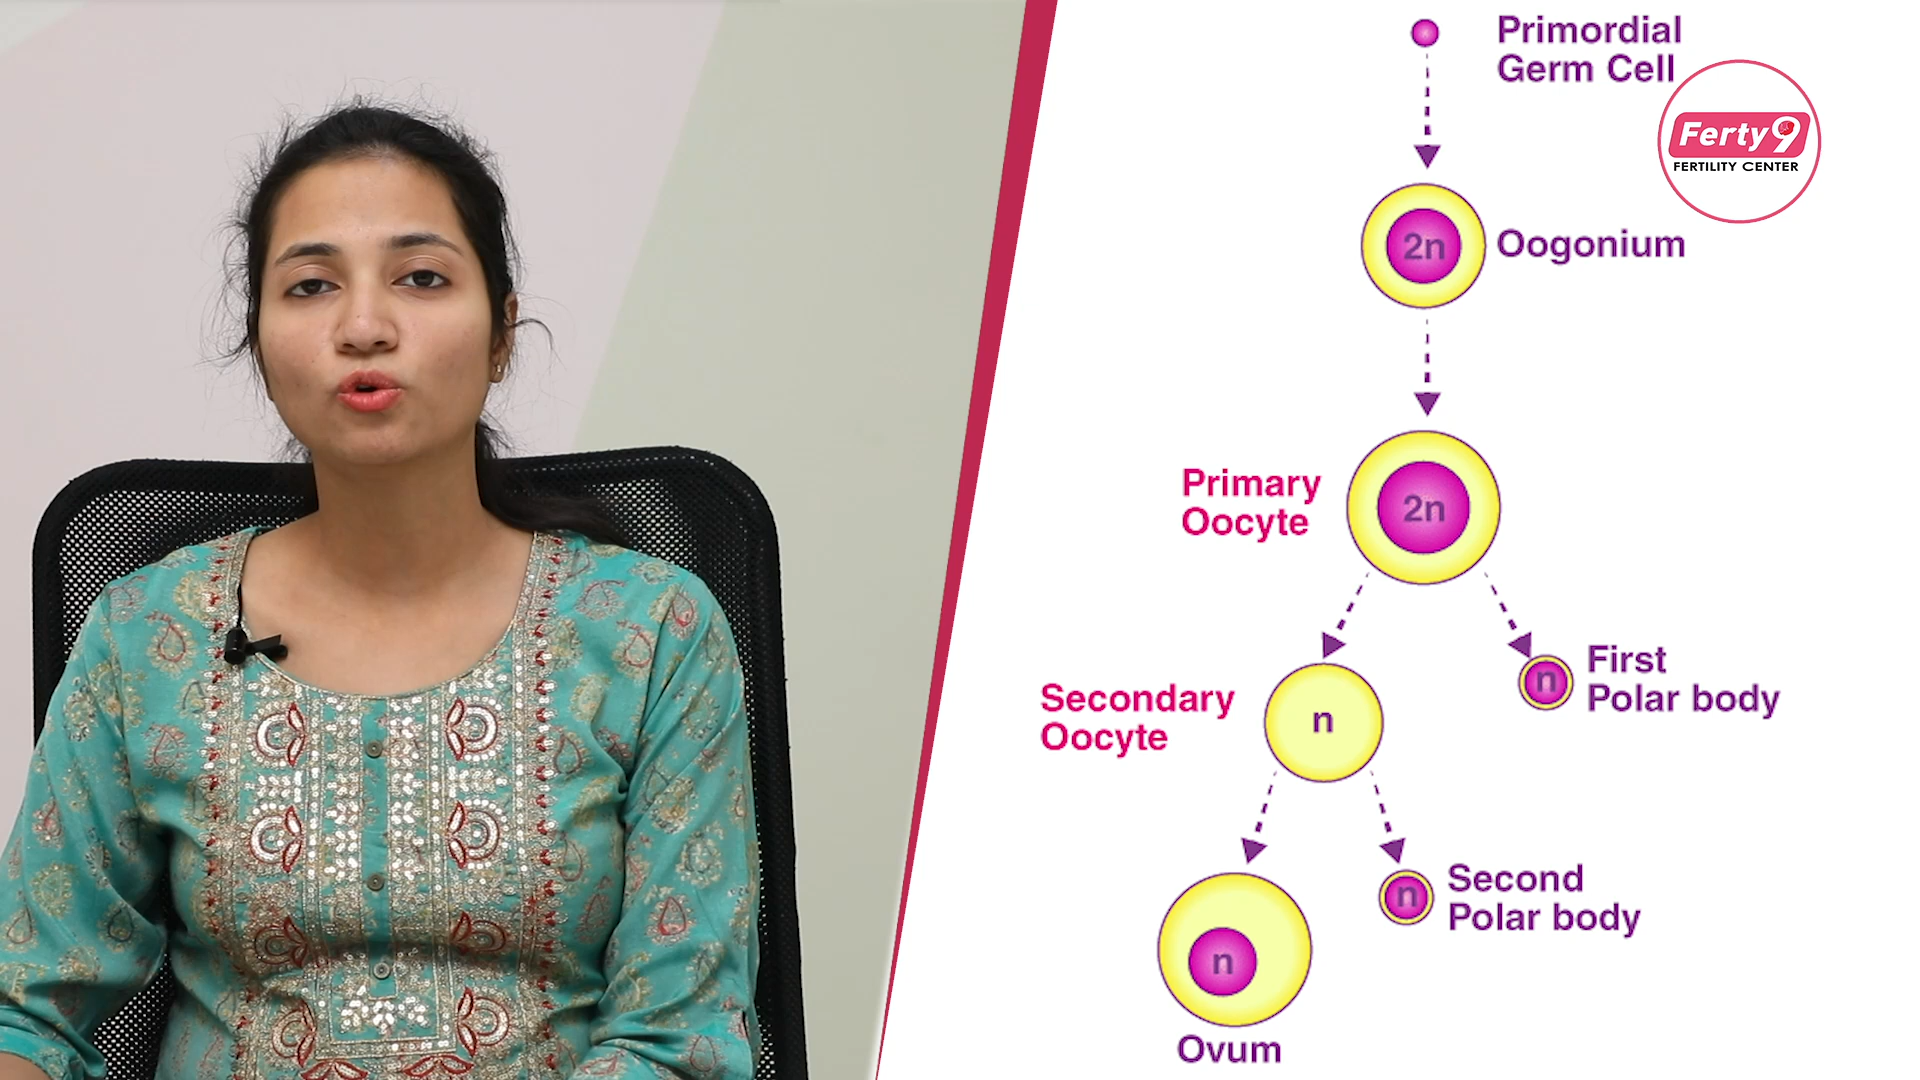 Primordial
Germ Cell
Ferty9
FERTILITY CENTER
2n
Oogonium
Primary
Oocyte
2n
First
Polar body
n
Secondary
Oocyte
n
Second
Polar body
n
n
Ovum